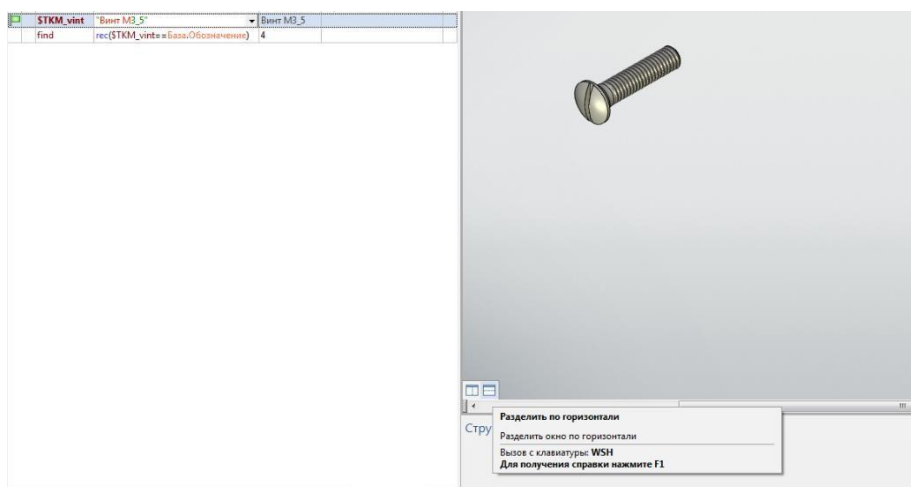 $TKM_vint "Винт М3_5" Винт М3_5
find rec($TKM_vint==База.Обозначение) 4
Стру
Разделить по горизонтали
Разделить окно по горизонтали
Вызов с клавиатуры: WSH
Для получения справки нажмите F1